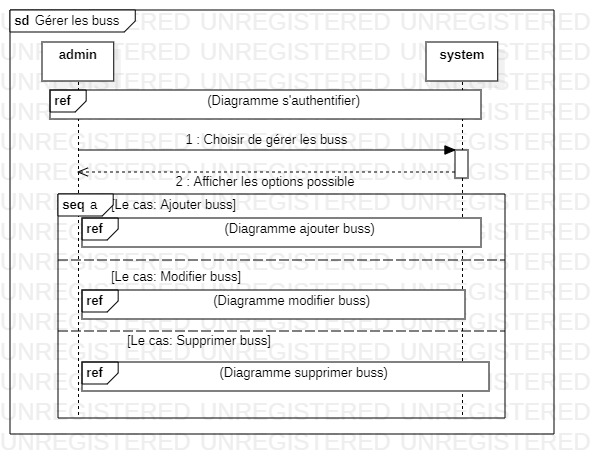 sd Gérer les buss
admin
system
ref (Diagramme s'authentifier)
1 : Choisir de gérer les buss
2 : Afficher les options possible
seq a [Le cas: Ajouter buss]
ref (Diagramme ajouter buss)
[Le cas: Modifier buss]
ref (Diagramme modifier buss)
[Le cas: Supprimer buss]
ref (Diagramme supprimer buss)
UNREGISTERED